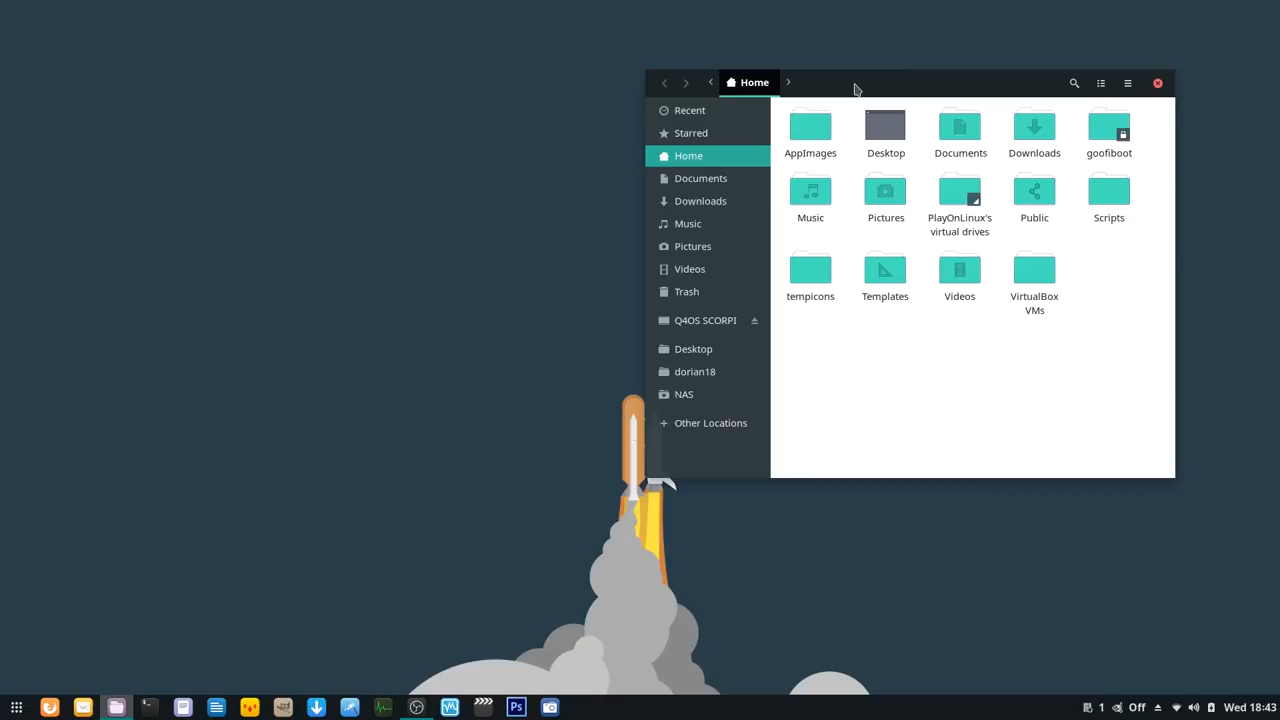 Home
Recent
Starred
Home
Documents
Downloads
Music
Pictures
Videos
Trash
Q4OS SCORPI
Desktop
dorian18
NAS
Other Locations
AppImages
Desktop
Documents
Downloads
goofiboot
Music
Pictures
PlayOnLinux's
virtual drives
Public
Scripts
tempicons
Templates
Videos
VirtualBox
VMs
Ps
1
Off
Wed 18:43